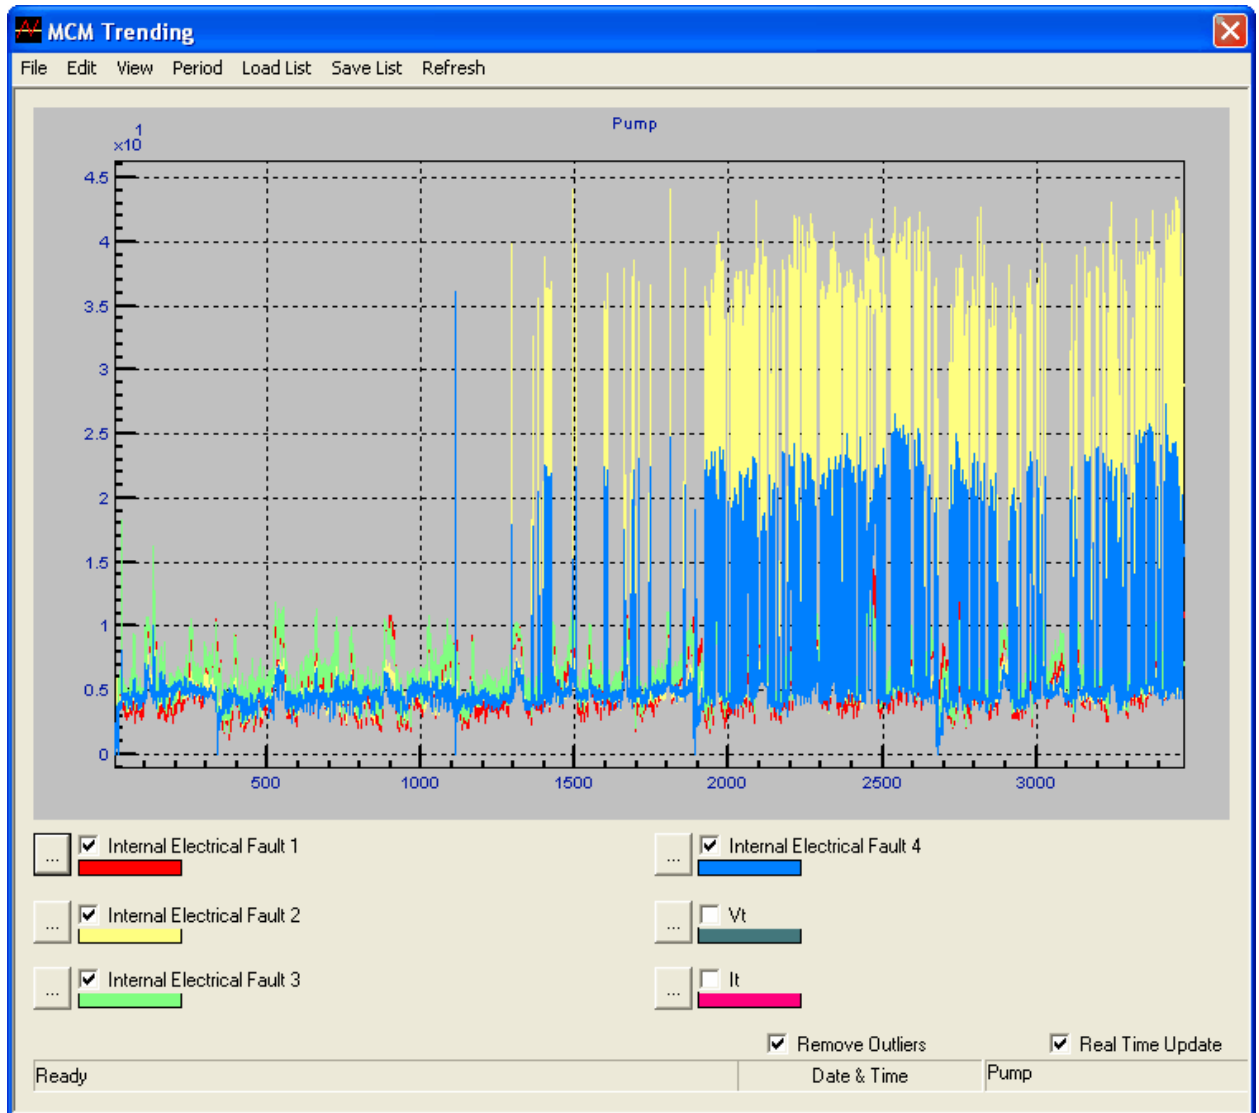 MCM Trending
File Edit View Period Load List Save List Refresh
Pump
x10 1
4.5
4
3.5
3
2.5
2
1.5
1
0.5
0
500 1000 1500 2000 2500 3000
... Internal Electrical Fault 1 ... Internal Electrical Fault 4
... Internal Electrical Fault 2 ... Vt
... Internal Electrical Fault 3 ... It
Remove Outliers Real Time Update
Ready Date & Time Pump